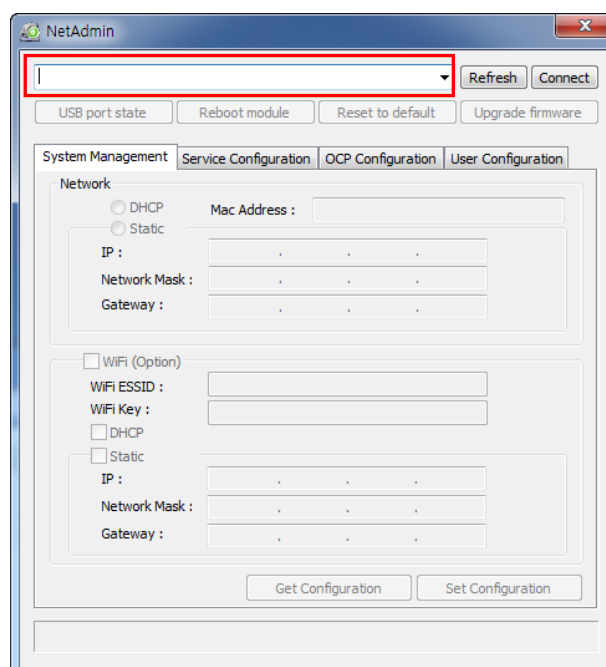 NetAdmin
Refresh Connect
USB port state Reboot module Reset to default Upgrade firmware
System Management Service Configuration OCP Configuration User Configuration
Network
DHCP Mac Address :
Static
IP : . . .
Network Mask : . . .
Gateway : . . .
WiFi (Option)
WiFi ESSID :
WiFi Key :
DHCP
Static
IP : . . .
Network Mask : . . .
Gateway : . . .
Get Configuration Set Configuration